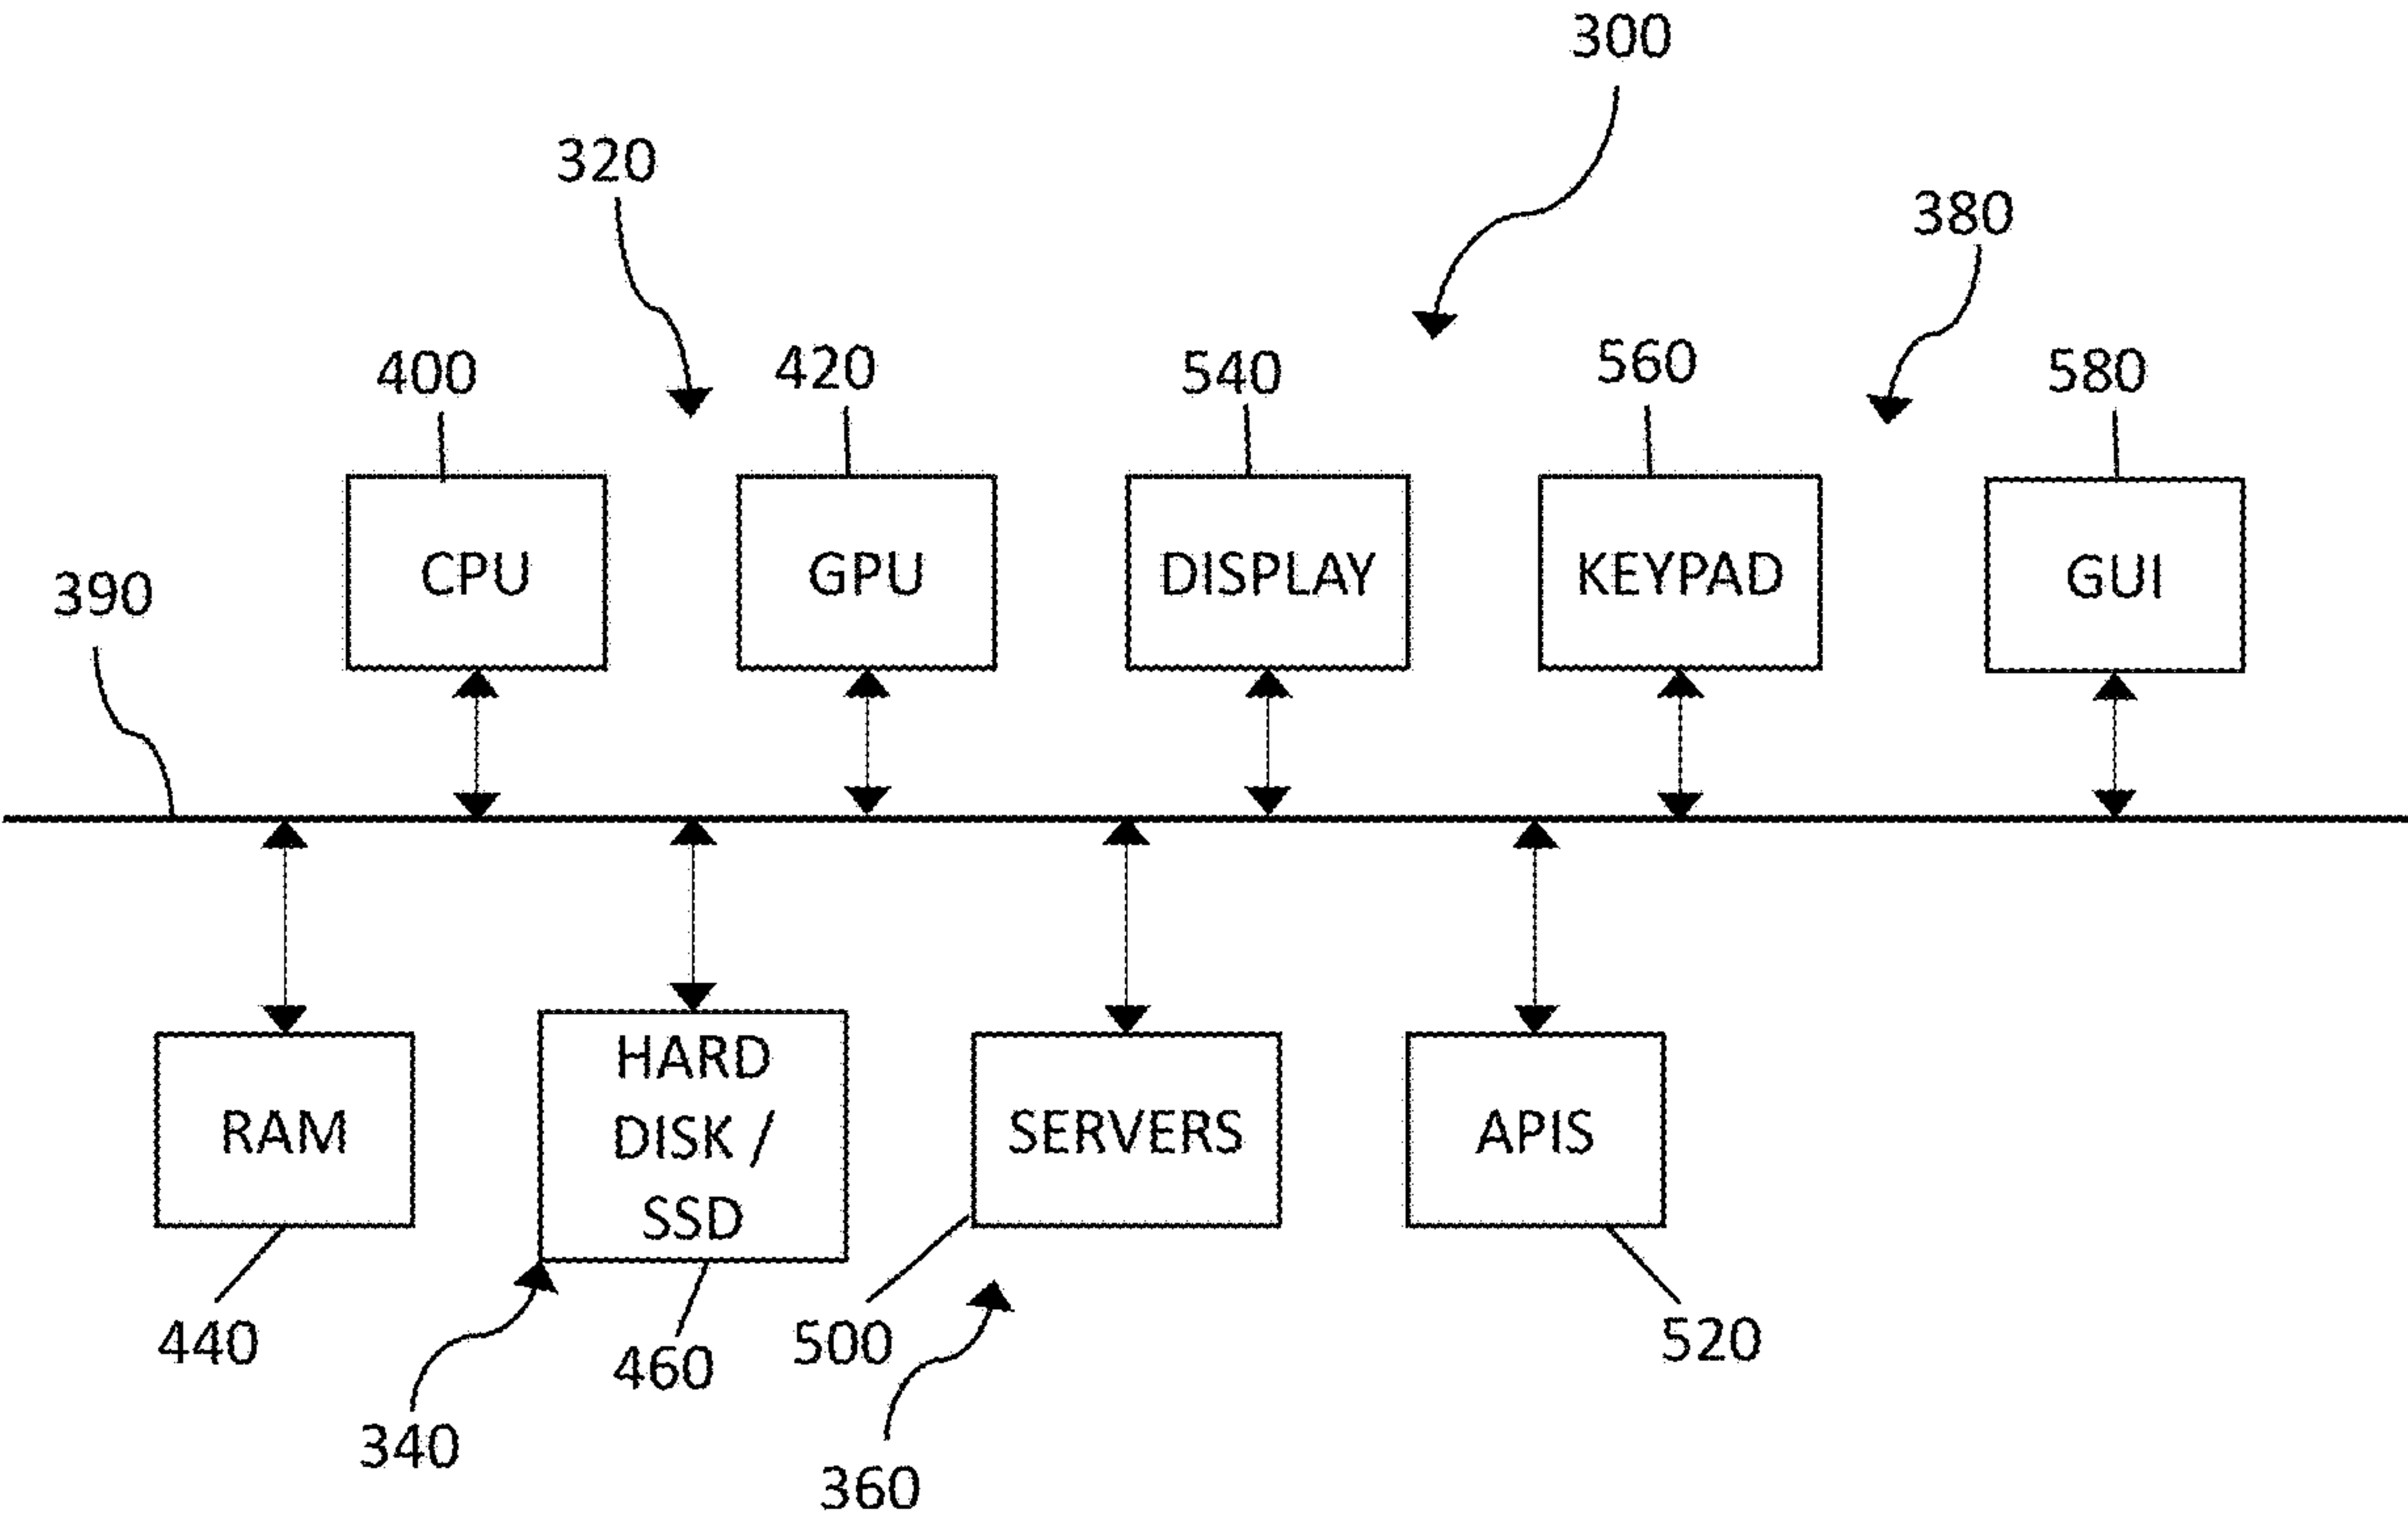 300
320
380
400
420
540
560
580
CPU
GPU
DISPLAY
KEYPAD
GUI
390
RAM
HARD
DISK /
SSD
SERVERS
APIS
440
460
500
520
340
360